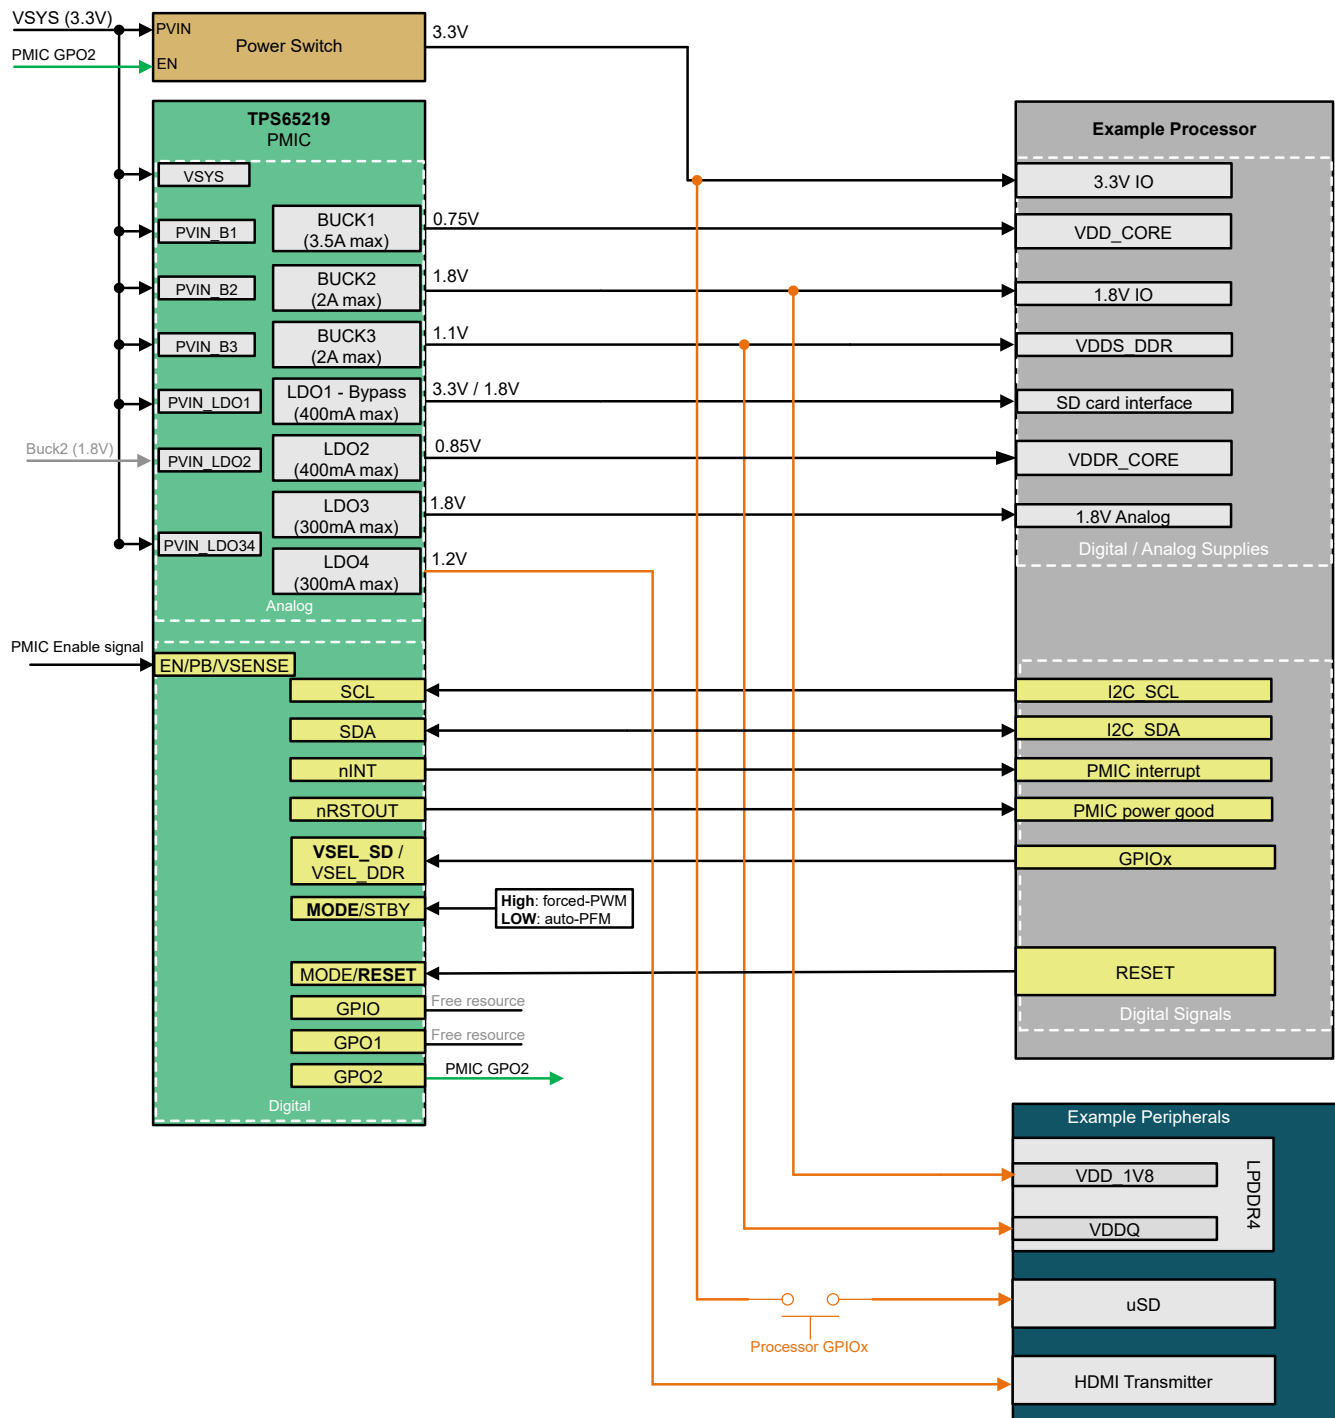 VSYS (3.3V)
PMIC GPO2
PVIN
EN
Power Switch
3.3V
TPS65219
PMIC
VSYS
PVIN_B1
PVIN_B2
PVIN_B3
PVIN_LDO1
Buck2 (1.8V)
PVIN_LDO2
PVIN_LDO34
BUCK1
(3.5A max)
BUCK2
(2A max)
BUCK3
(2A max)
LDO1 - Bypass
(400mA max)
LDO2
(400mA max)
LDO3
(300mA max)
LDO4
(300mA max)
Analog
0.75V
1.8V
1.1V
3.3V / 1.8V
0.85V
1.8V
1.2V
Example Processor
3.3V IO
VDD_CORE
1.8V IO
VDDS_DDR
SD card interface
VDDR_CORE
1.8V Analog
Digital / Analog Supplies
PMIC Enable signal
EN/PB/VSENSE
SCL
SDA
nINT
nRSTOUT
VSEL_SD /
VSEL_DDR
MODE/STBY
High: forced-PWM
LOW: auto-PFM
MODE/RESET
GPIO
Free resource
GPO1
Free resource
GPO2
PMIC GPO2
Digital
I2C_SCL
I2C_SDA
PMIC interrupt
PMIC power good
GPIOx
RESET
Digital Signals
Example Peripherals
VDD_1V8
VDDQ
LPDDR4
uSD
Processor GPIOx
HDMI Transmitter